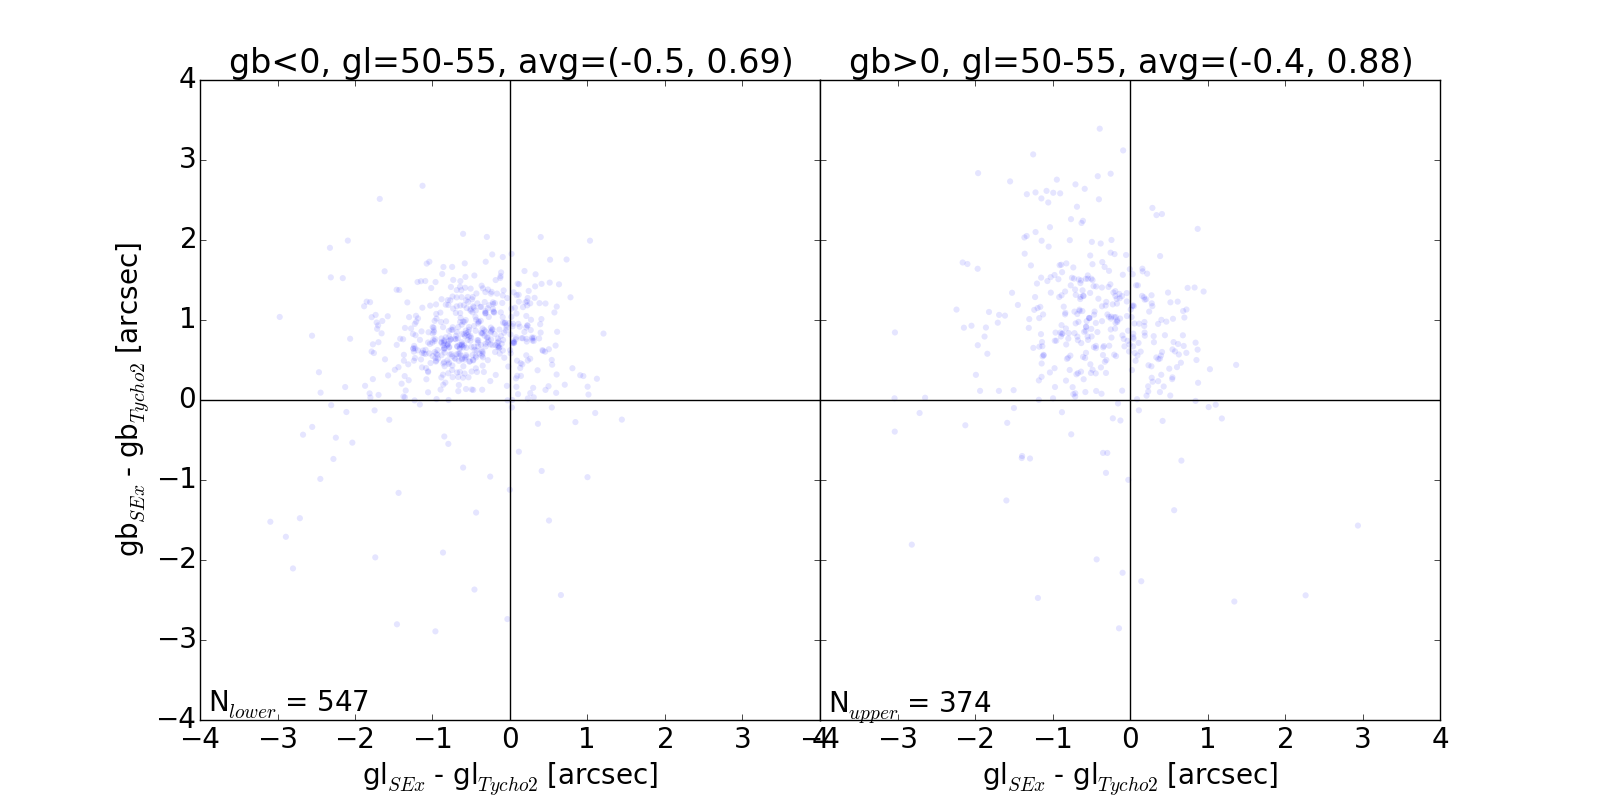 gb<0, gl=50-55, avg=(-0.5, 0.69)
gb>0, gl=50-55, avg=(-0.4, 0.88)
4
3
2
1
0
−1
−2
−3
−4
gb_SEx - gb_Tycho2 [arcsec]
N_lower = 547
N_upper = 374
−4 −3 −2 −1 0 1 2 3 4
−4 −3 −2 −1 0 1 2 3 4
gl_SEx - gl_Tycho2 [arcsec]
gl_SEx - gl_Tycho2 [arcsec]